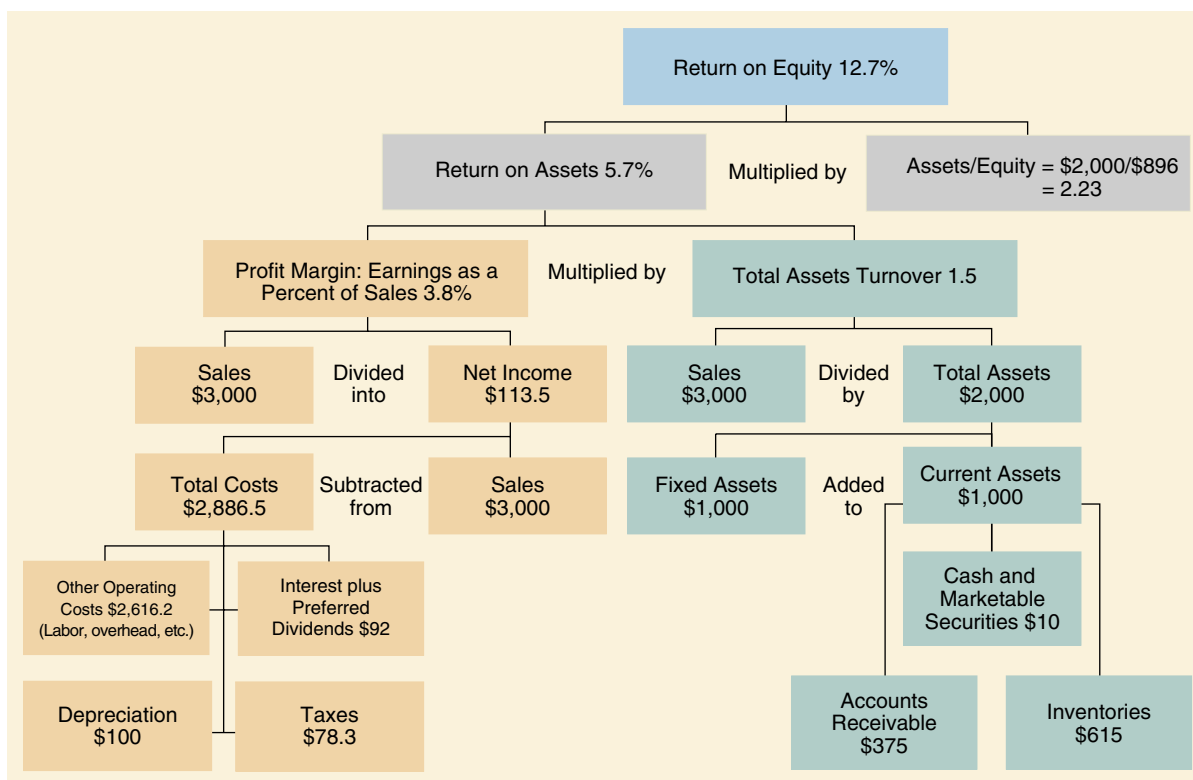 Return on Equity 12.7%
Return on Assets 5.7%
Multiplied by
Assets/Equity = $2,000/$896
= 2.23
Profit Margin: Earnings as a
Percent of Sales 3.8%
Multiplied by
Total Assets Turnover 1.5
Sales
$3,000
Divided
into
Net Income
$113.5
Sales
$3,000
Divided
by
Total Assets
$2,000
Total Costs
$2,886.5
Subtracted
from
Sales
$3,000
Fixed Assets
$1,000
Added
to
Current Assets
$1,000
Other Operating
Costs $2,616.2
(Labor, overhead, etc.)
Interest plus
Preferred
Dividends $92
Cash and
Marketable
Securities $10
Depreciation
$100
Taxes
$78.3
Accounts
Receivable
$375
Inventories
$615